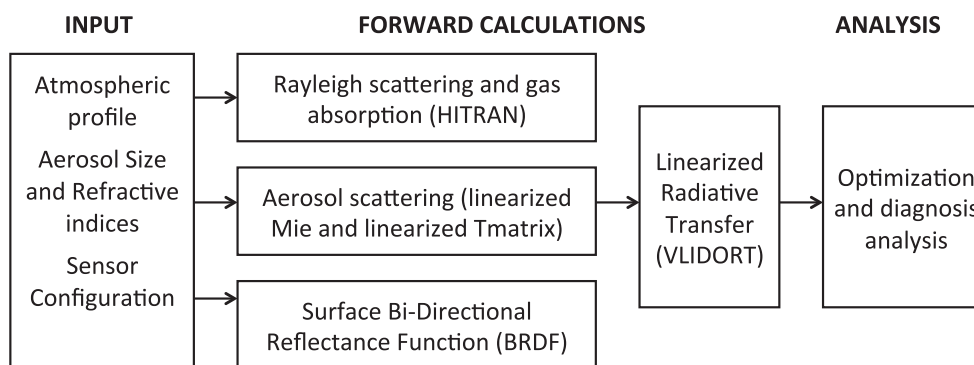 INPUT
FORWARD CALCULATIONS
ANALYSIS
Atmospheric
profile
Aerosol Size
and Refractive
indices
Sensor
Configuration
Rayleigh scattering and gas
absorption (HITRAN)
Aerosol scattering (linearized
Mie and linearized Tmatrix)
Surface Bi-Directional
Reflectance Function (BRDF)
Linearized
Radiative
Transfer
(VLIDORT)
Optimization
and diagnosis
analysis